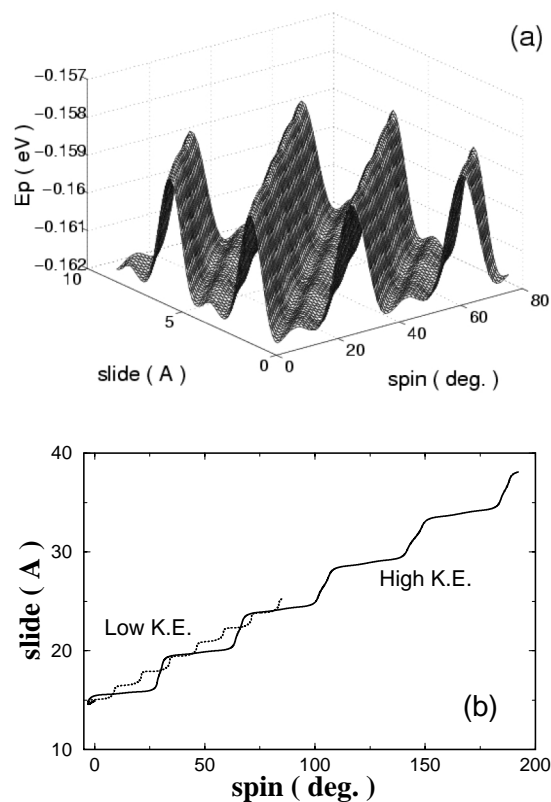 (a)
−0.157
−0.158
−0.159
−0.16
−0.161
−0.162
Ep ( eV )
10
5
0
slide ( A )
0
20
40
60
80
spin ( deg. )
40
30
20
10
slide ( A )
Low K.E.
High K.E.
(b)
0
50
100
150
200
spin ( deg. )